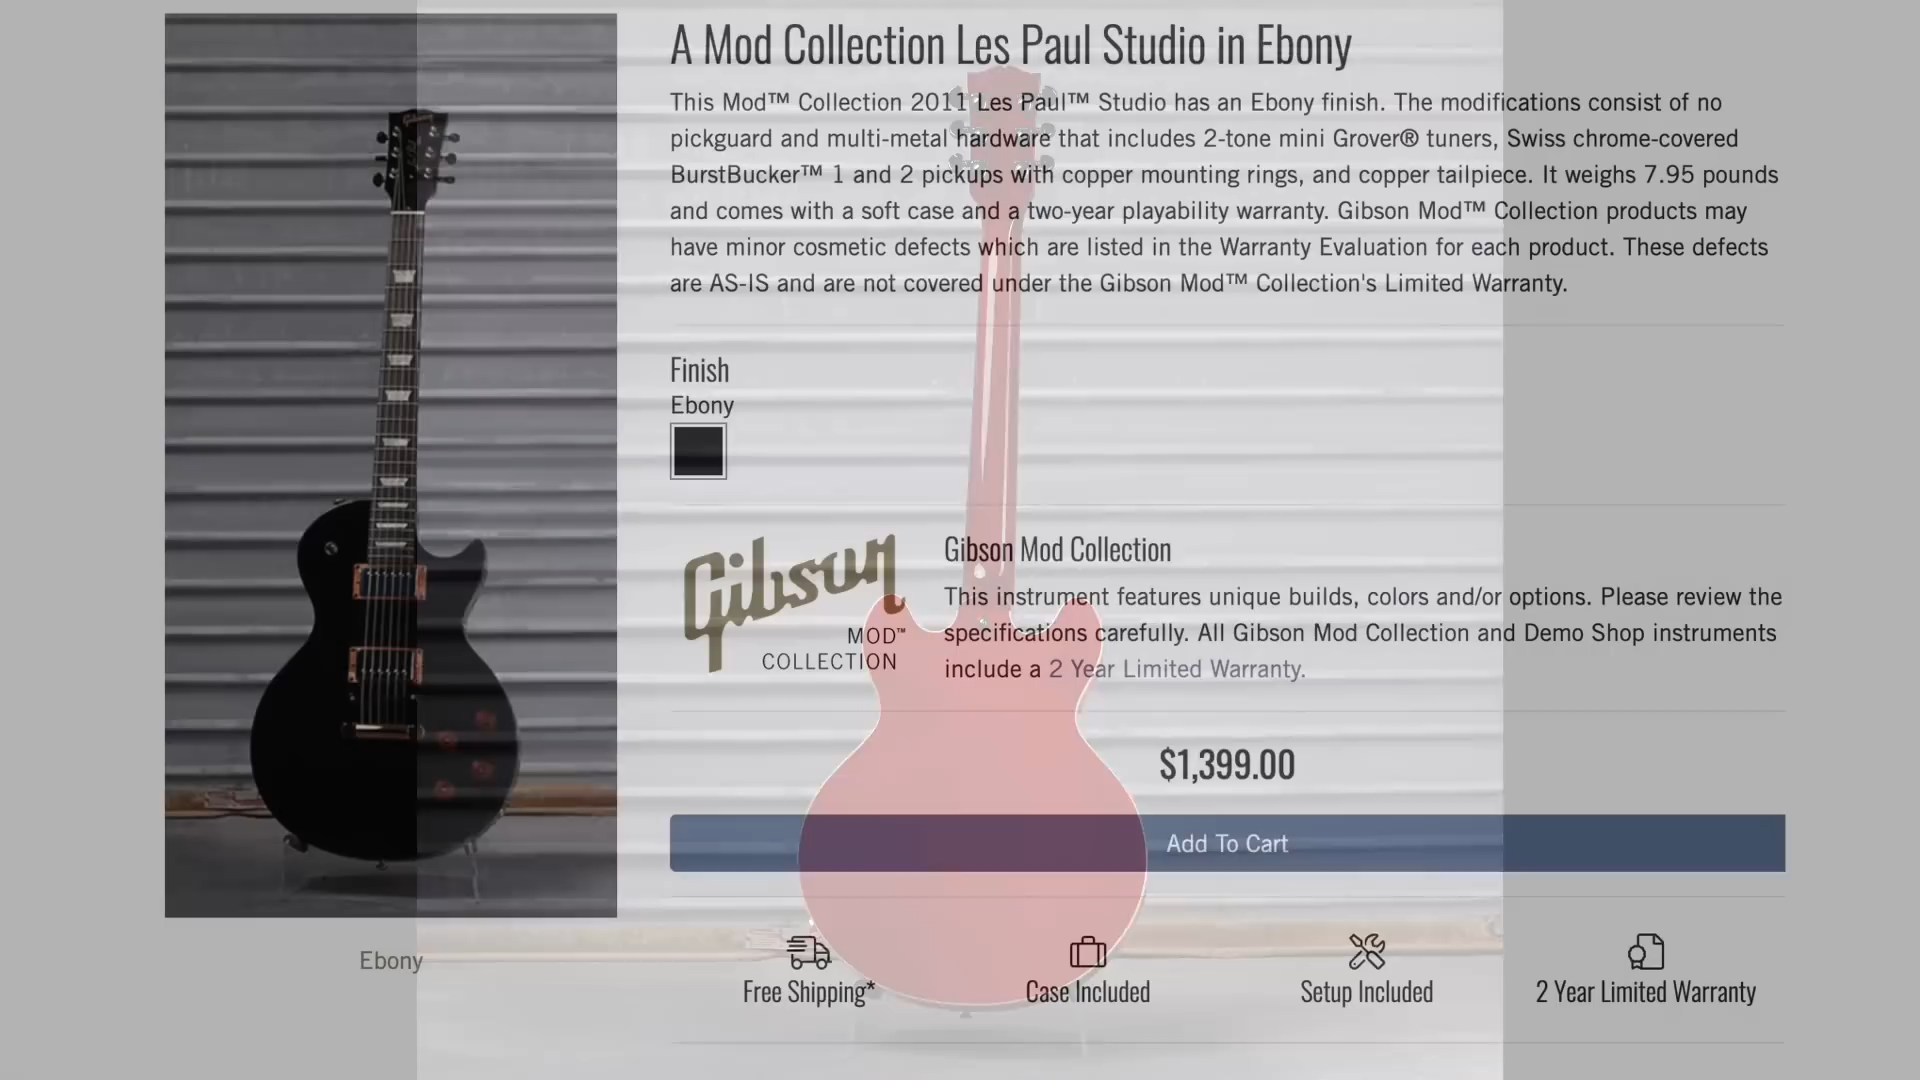 A Mod Collection Les Paul Studio in Ebony
This Mod™ Collection 2011 Les Paul™ Studio has an Ebony finish. The modifications consist of no
pickguard and multi-metal hardware that includes 2-tone mini Grover® tuners, Swiss chrome-covered
BurstBucker™ 1 and 2 pickups with copper mounting rings, and copper tailpiece. It weighs 7.95 pounds
and comes with a soft case and a two-year playability warranty. Gibson Mod™ Collection products may
have minor cosmetic defects which are listed in the Warranty Evaluation for each product. These defects
are AS-IS and are not covered under the Gibson Mod™ Collection's Limited Warranty.
Gibson
Finish
Ebony
Gibson
MOD™
COLLECTION
Gibson Mod Collection
This instrument features unique builds, colors and/or options. Please review the
specifications carefully. All Gibson Mod Collection and Demo Shop instruments
include a 2 Year Limited Warranty.
$1,399.00
Add To Cart
Ebony
Free Shipping*
Case Included
Setup Included
2 Year Limited Warranty